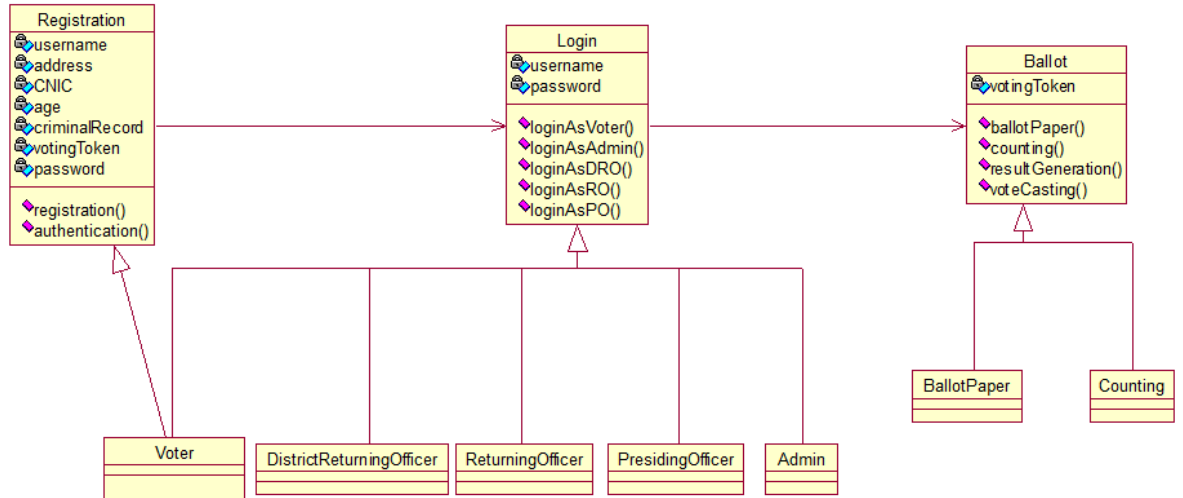 Registration
username
address
CNIC
age
criminalRecord
votingToken
password
registration()
authentication()
Login
username
password
loginAsVoter()
loginAsAdmin()
loginAsDRO()
loginAsRO()
loginAsPO()
Ballot
votingToken
ballotPaper()
counting()
resultGeneration()
voteCasting()
Voter
DistrictReturningOfficer
ReturningOfficer
PresidingOfficer
Admin
BallotPaper
Counting